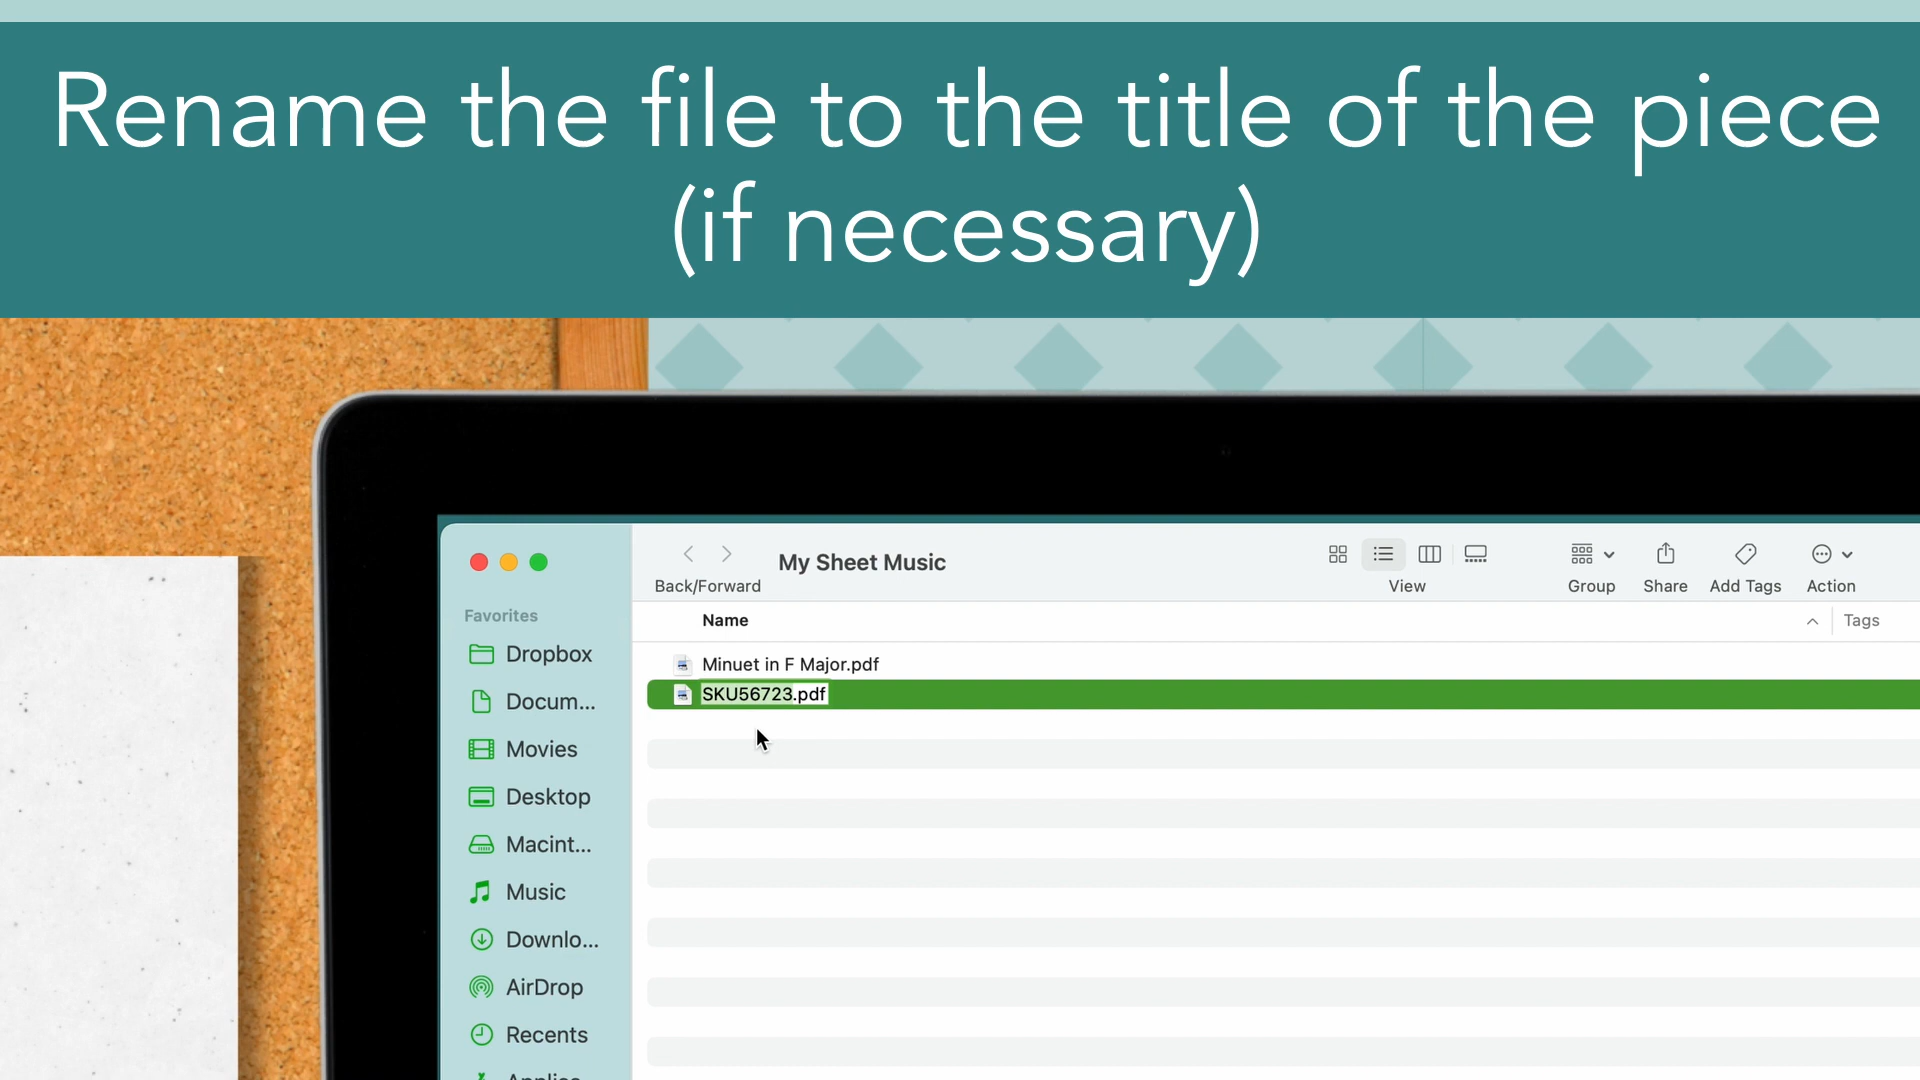 Rename the file to the title of the piece
(if necessary)
My Sheet Music
Back/Forward
View
Group
Share
Add Tags
Action
Favorites
Dropbox
Docum...
Movies
Desktop
Macint...
Music
Downlo...
AirDrop
Recents
Name
Tags
Minuet in F Major.pdf
SKU56723.pdf